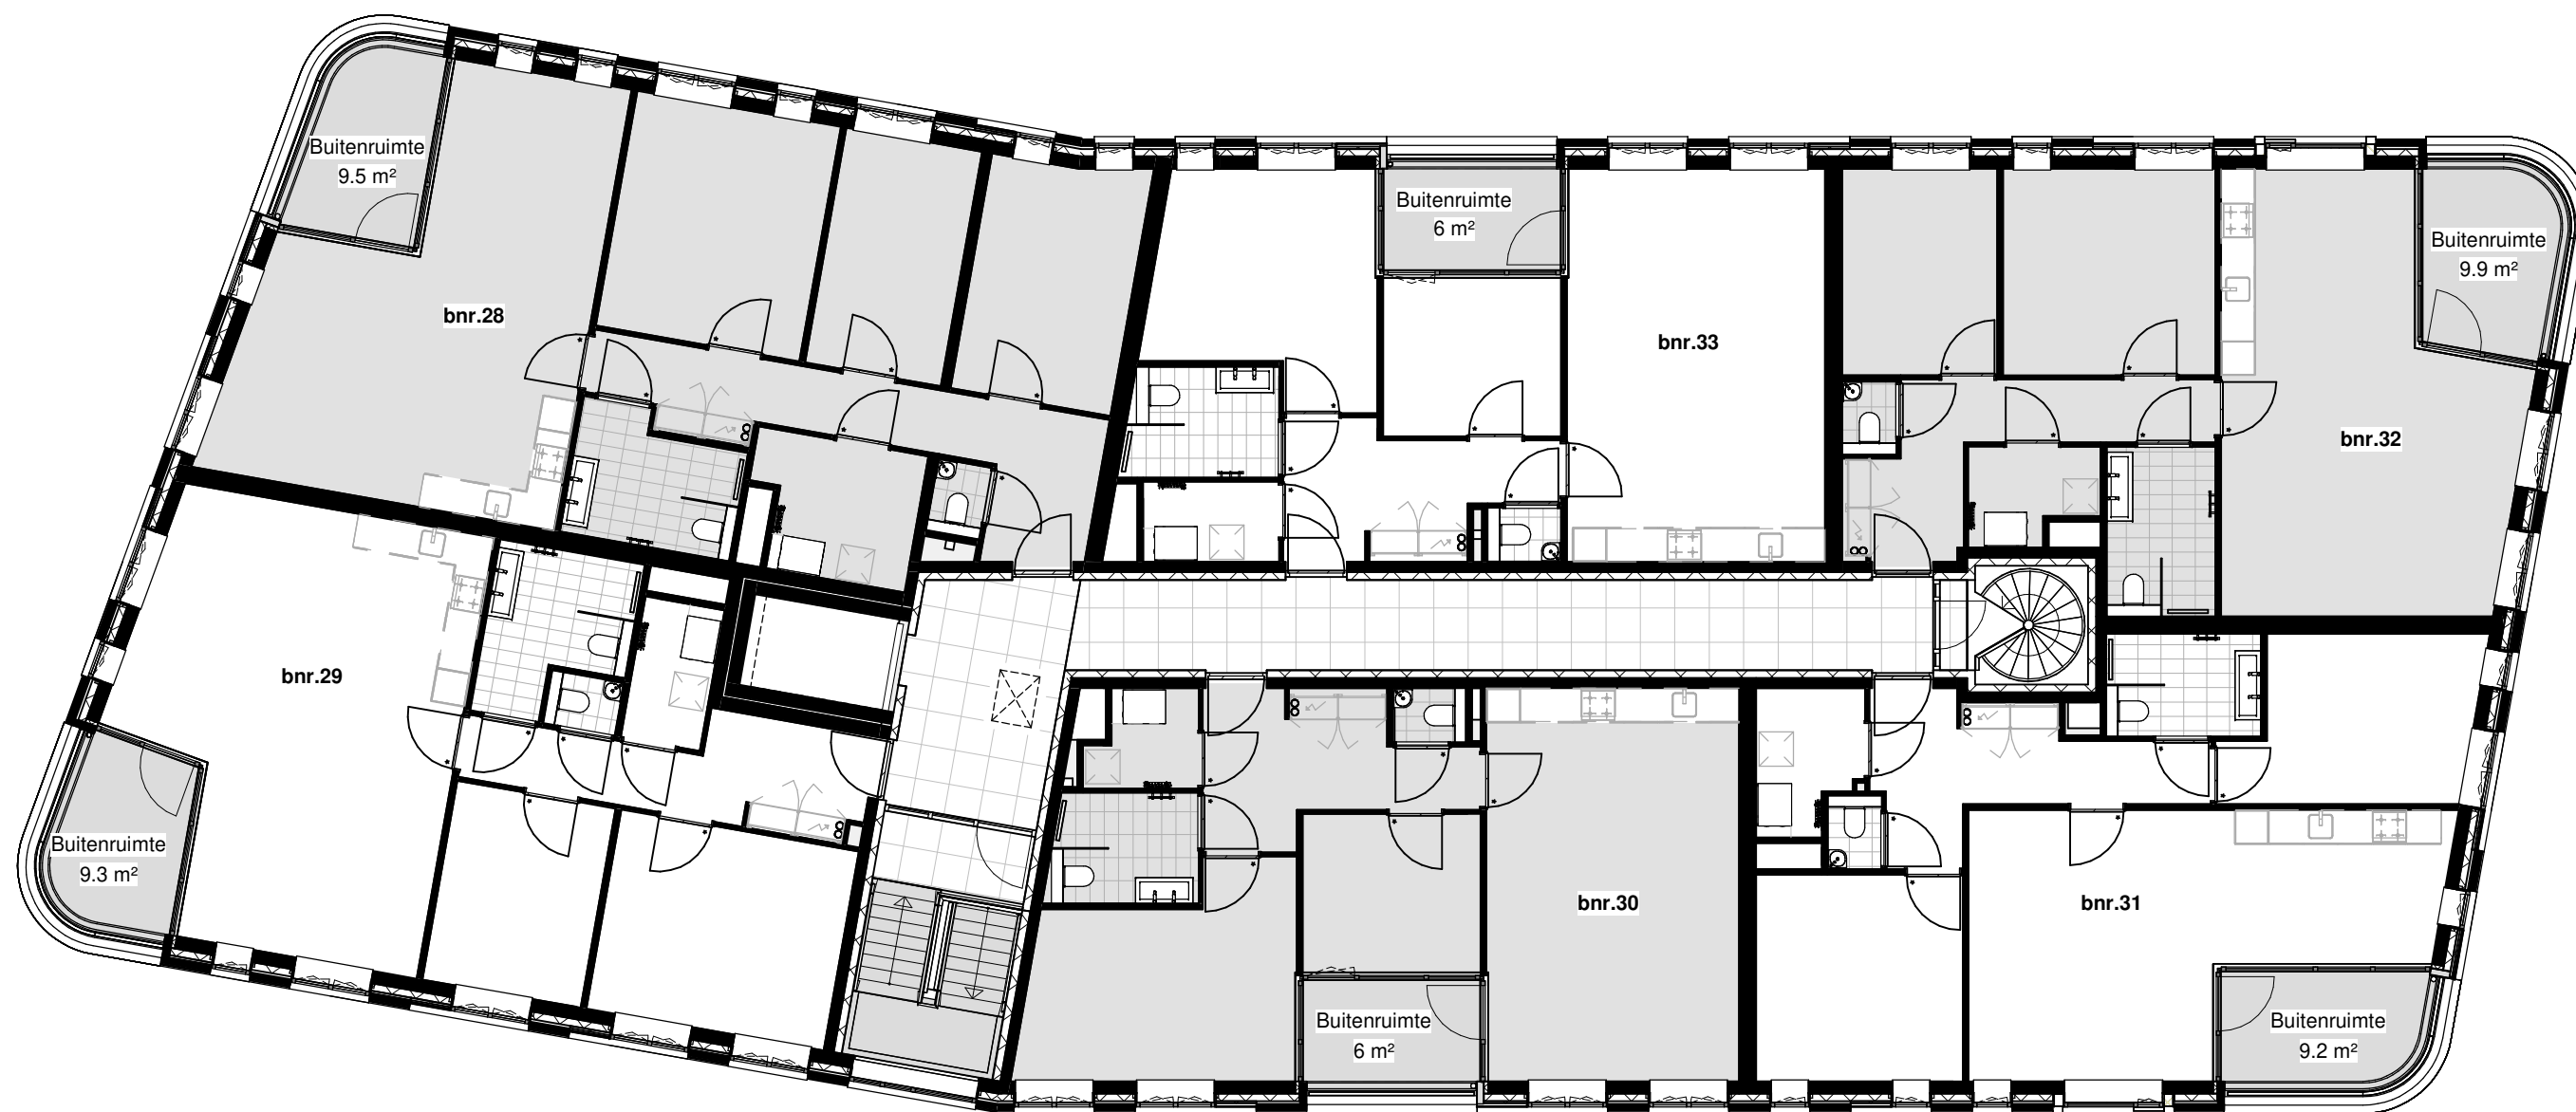 Buitenruimte
9.5 m²
bnr.28
Buitenruimte
6 m²
bnr.33
Buitenruimte
9.9 m²
bnr.32
bnr.29
Buitenruimte
9.3 m²
bnr.30
Buitenruimte
6 m²
bnr.31
Buitenruimte
9.2 m²